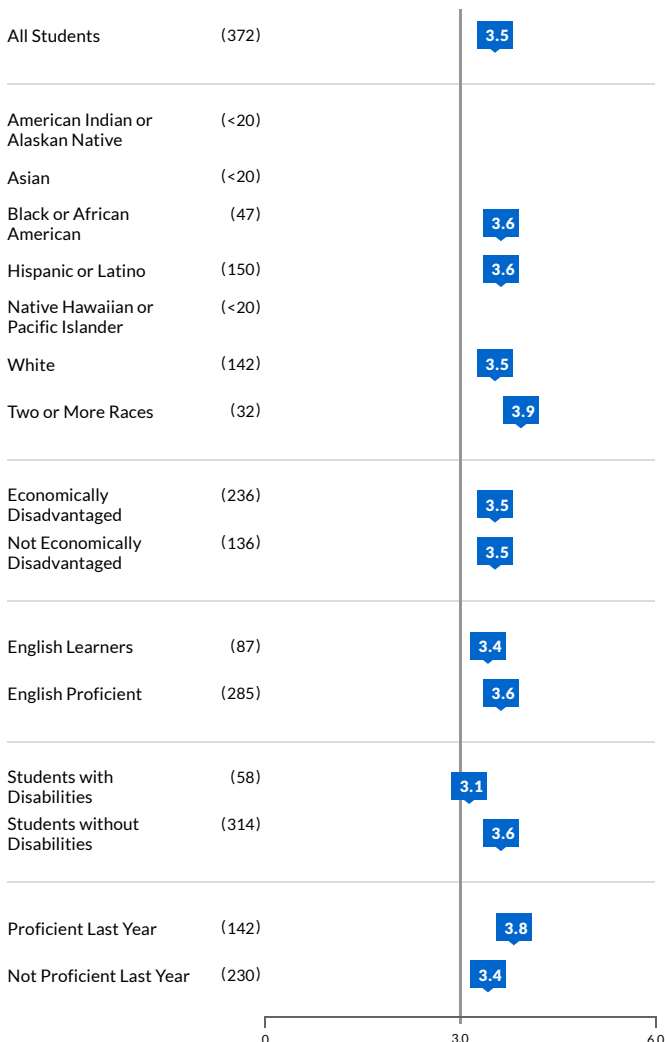 All Students (372) 3.5
American Indian or (<20)
Alaskan Native
Asian (<20)
Black or African (47) 3.6
American
Hispanic or Latino (150) 3.6
Native Hawaiian or (<20)
Pacific Islander
White (142) 3.5
Two or More Races (32) 3.9
Economically (236) 3.5
Disadvantaged
Not Economically (136) 3.5
Disadvantaged
English Learners (87) 3.4
English Proficient (285) 3.6
Students with (58) 3.1
Disabilities
Students without (314) 3.6
Disabilities
Proficient Last Year (142) 3.8
Not Proficient Last Year (230) 3.4
0 3.0 6.0